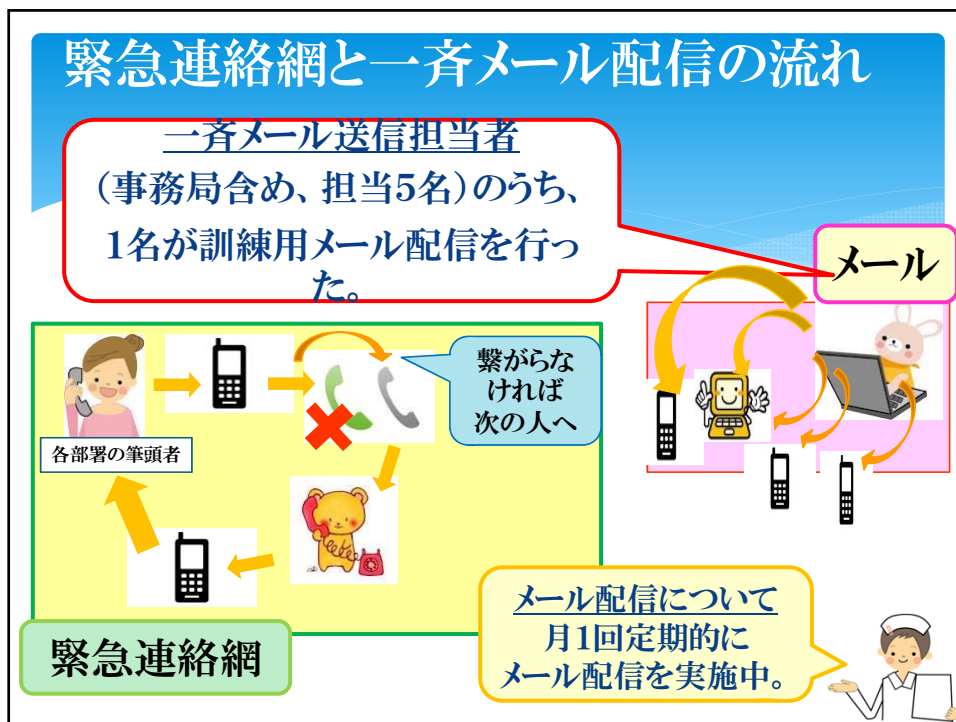 緊急連絡網と一斉メール配信の流れ
一斉メール送信担当者
（事務局含め、担当５名）のうち、
１名が訓練用メール配信を行っ
た。
メール
繋がらな
ければ
次の人へ
各部署の筆頭者
緊急連絡網
メール配信について
月１回定期的に
メール配信を実施中。